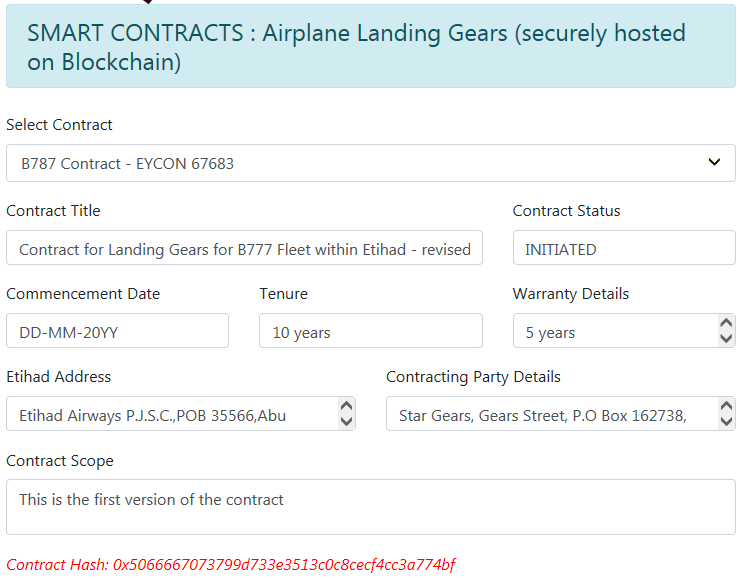 SMART CONTRACTS : Airplane Landing Gears (securely hosted
on Blockchain)
Select Contract
B787 Contract - EYCON 67683
Contract Title
Contract Status
Contract for Landing Gears for B777 Fleet within Etihad - revised
INITIATED
Commencement Date
Tenure
Warranty Details
DD-MM-20YY
10 years
5 years
Etihad Address
Contracting Party Details
Etihad Airways P.J.S.C.,POB 35566,Abu
Star Gears, Gears Street, P.O Box 162738,
Contract Scope
This is the first version of the contract
Contract Hash: 0x5066667073799d733e3513c0c8cecf4cc3a774bf